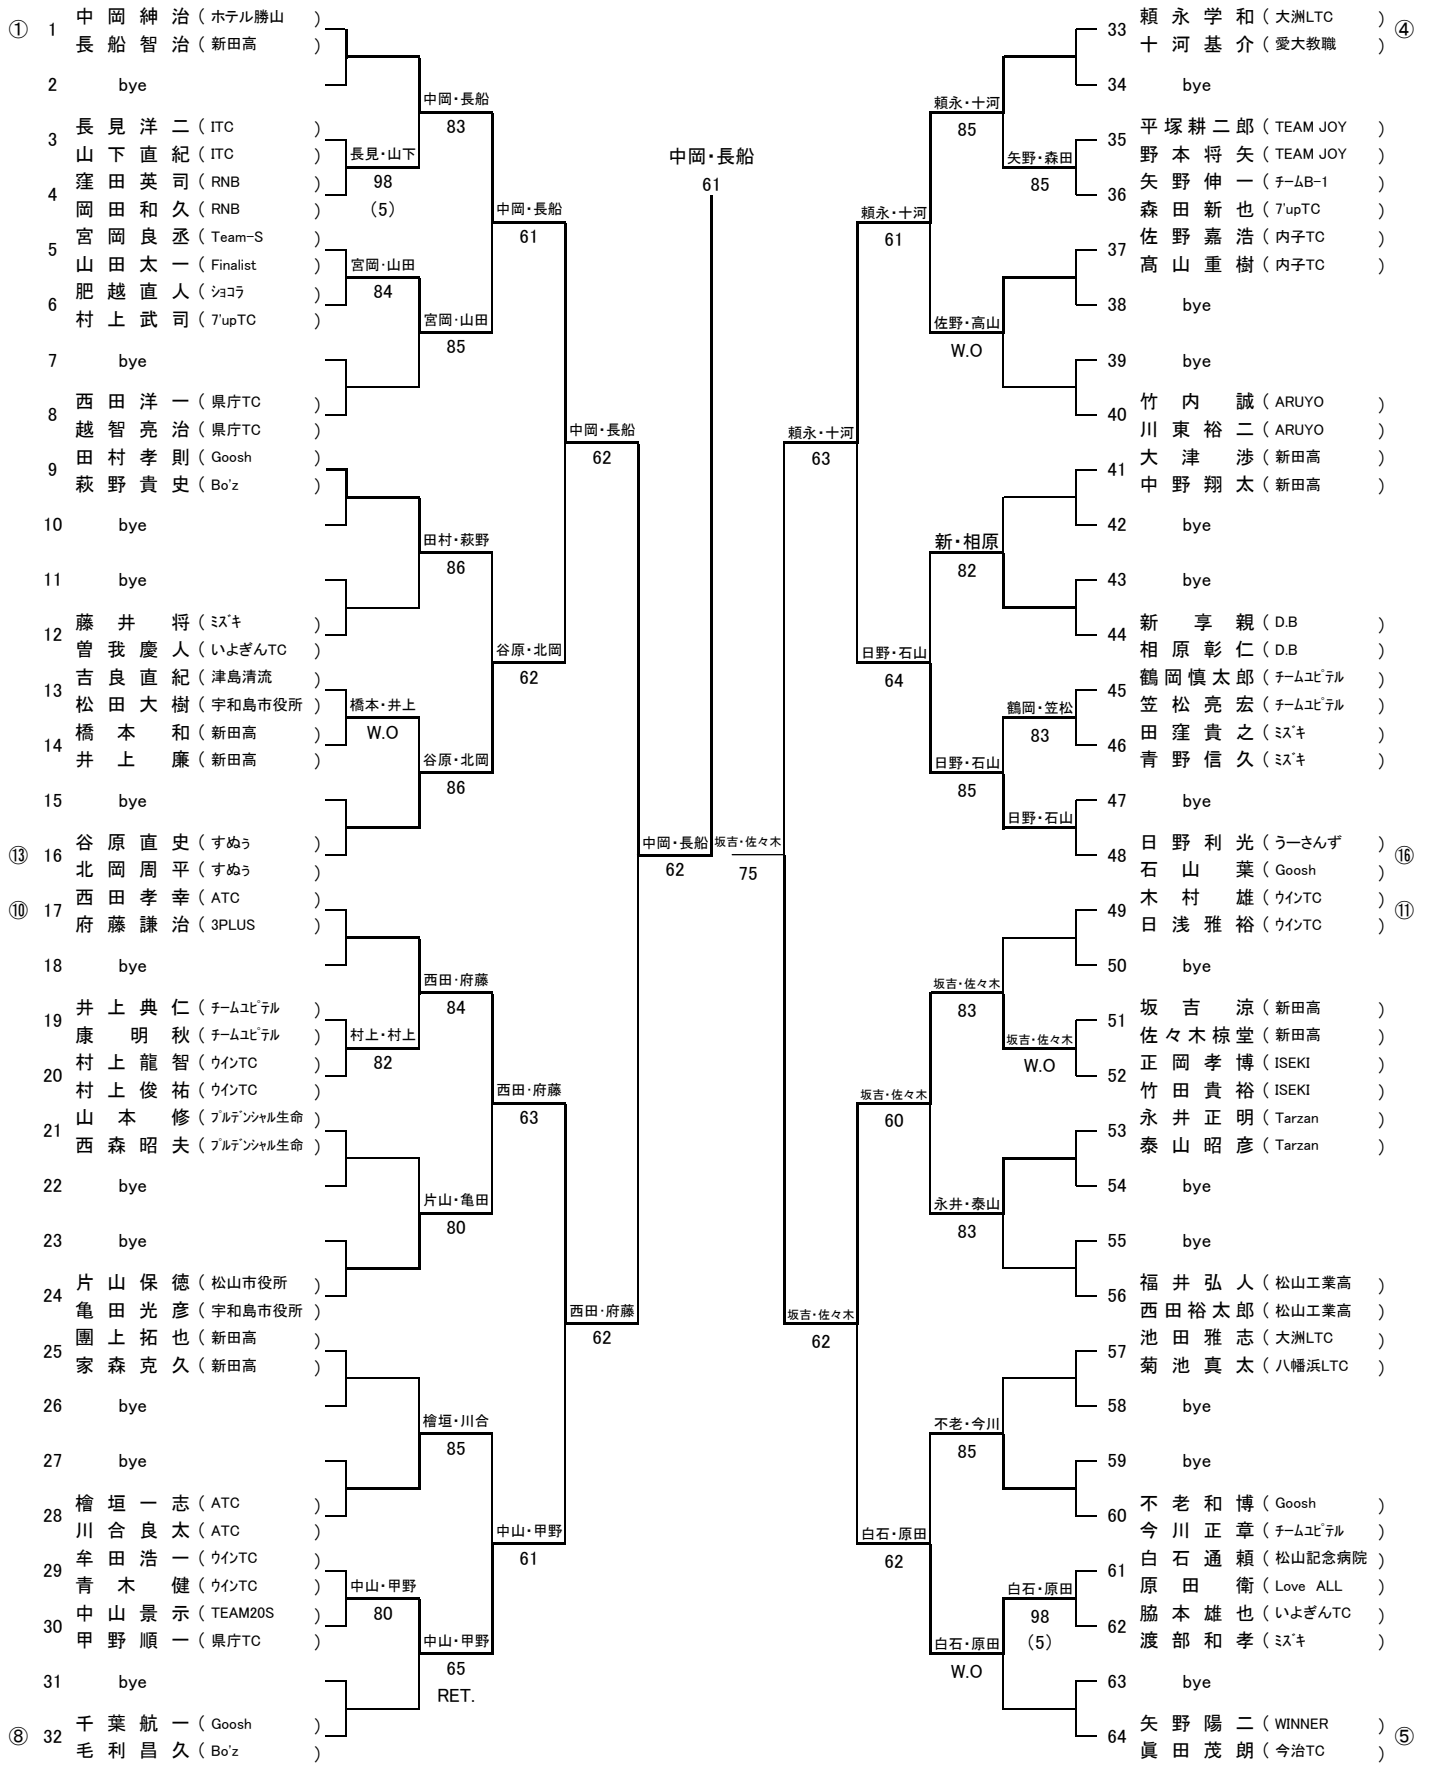 ① 1 中岡紳治（ホテル勝山）
長船智治（新田高）
2 bye
3 長見洋二（ITC）
山下直紀（ITC）
4 窪田英司（RNB）
岡田和久（RNB）
5 宮岡良丞（Team-S）
山田太一（Finalist）
6 肥越直人（ｼｮｺﾗ）
村上武司（7'upTC）
7 bye
8 西田洋一（県庁TC）
越智亮治（県庁TC）
9 田村孝則（Goosh）
萩野貴史（Bo'z）
10 bye
11 bye
12 藤井将（ﾐｽﾞｷ）
曽我慶人（いよぎんTC）
13 吉良直紀（津島清流）
松田大樹（宇和島市役所）
14 橋本和（新田高）
井上廉（新田高）
15 bye
⑬ 16 谷原直史（すぬぅ）
北岡周平（すぬぅ）
⑩ 17 西田孝幸（ATC）
府藤謙治（3PLUS）
18 bye
19 井上典仁（ﾁｰﾑﾕﾋﾟﾃﾙ）
康明秋（ﾁｰﾑﾕﾋﾟﾃﾙ）
20 村上龍智（ｳｲﾝTC）
村上俊祐（ｳｲﾝTC）
21 山本修（ﾌﾟﾙﾃﾞﾝｼｬﾙ生命）
西森昭夫（ﾌﾟﾙﾃﾞﾝｼｬﾙ生命）
22 bye
23 bye
24 片山保徳（松山市役所）
亀田光彦（宇和島市役所）
25 團上拓也（新田高）
家森克久（新田高）
26 bye
27 bye
28 檜垣一志（ATC）
川合良太（ATC）
29 牟田浩一（ｳｲﾝTC）
青木健（ｳｲﾝTC）
30 中山景示（TEAM20S）
甲野順一（県庁TC）
31 bye
⑧ 32 千葉航一（Goosh）
毛利昌久（Bo'z）
長見・山下
98
（5）
宮岡・山田
84
橋本・井上
W.O
村上・村上
82
中山・甲野
80
中岡・長船
83
宮岡・山田
85
田村・萩野
86
谷原・北岡
86
西田・府藤
84
片山・亀田
80
檜垣・川合
85
中山・甲野
65
RET.
中岡・長船
61
谷原・北岡
62
西田・府藤
63
中山・甲野
61
中岡・長船
62
西田・府藤
62
中岡・長船
62
中岡・長船
61
坂吉・佐々木
75
頼永・十河
63
坂吉・佐々木
62
頼永・十河
61
日野・石山
64
坂吉・佐々木
60
白石・原田
62
頼永・十河
85
佐野・高山
W.O
新・相原
82
日野・石山
85
坂吉・佐々木
83
永井・泰山
83
不老・今川
85
白石・原田
W.O
矢野・森田
85
鶴岡・笠松
83
日野・石山
坂吉・佐々木
W.O
白石・原田
98
（5）
33 頼永学和（大洲LTC） ④
十河基介（愛大教職）
34 bye
35 平塚耕二郎（TEAM JOY）
野本将矢（TEAM JOY）
36 矢野伸一（ﾁｰﾑB-1）
森田新也（7'upTC）
37 佐野嘉浩（内子TC）
髙山重樹（内子TC）
38 bye
39 bye
40 竹内誠（ARUYO）
川東裕二（ARUYO）
41 大津渉（新田高）
中野翔太（新田高）
42 bye
43 bye
44 新享親（D.B）
相原彰仁（D.B）
45 鶴岡慎太郎（ﾁｰﾑﾕﾋﾟﾃﾙ）
笠松亮宏（ﾁｰﾑﾕﾋﾟﾃﾙ）
46 田窪貴之（ﾐｽﾞｷ）
青野信久（ﾐｽﾞｷ）
47 bye
48 日野利光（うーさんず） ⑯
石山葉（Goosh）
49 木村雄（ｳｲﾝTC） ⑪
日浅雅裕（ｳｲﾝTC）
50 bye
51 坂吉涼（新田高）
佐々木椋堂（新田高）
52 正岡孝博（ISEKI）
竹田貴裕（ISEKI）
53 永井正明（Tarzan）
泰山昭彦（Tarzan）
54 bye
55 bye
56 福井弘人（松山工業高）
西田裕太郎（松山工業高）
57 池田雅志（大洲LTC）
菊池真太（八幡浜LTC）
58 bye
59 bye
60 不老和博（Goosh）
今川正章（ﾁｰﾑﾕﾋﾟﾃﾙ）
61 白石通頼（松山記念病院）
原田衛（Love ALL）
62 脇本雄也（いよぎんTC）
渡部和孝（ﾐｽﾞｷ）
63 bye
64 矢野陽二（WINNER） ⑤
眞田茂朗（今治TC）